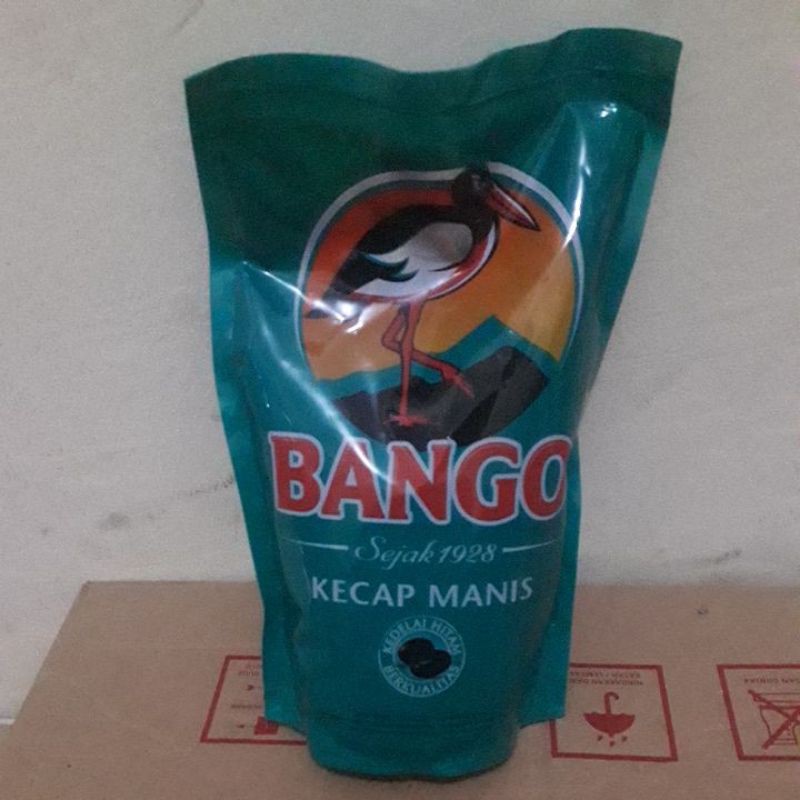 BANGO
Sejak 1928
KECAP MANIS
KEDELAI HITAM
BERKUALITAS